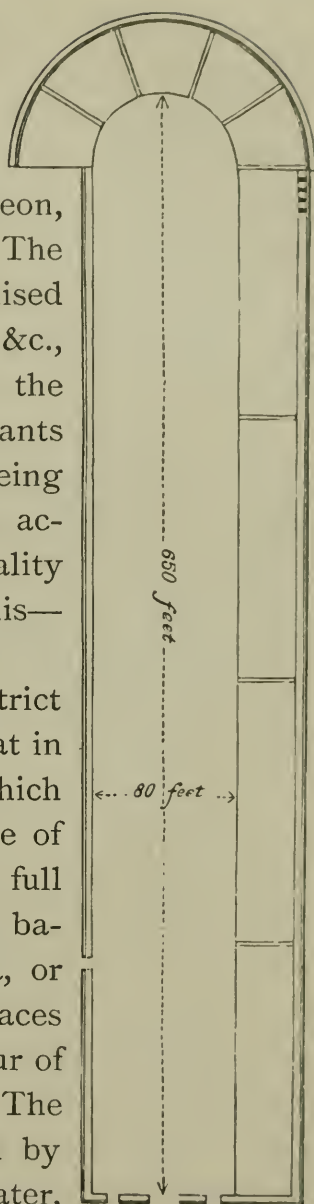 eon,
The
ised
&c.,
the
ants
eing
ac-
ality
is—
trict
at in
hich
e of
full
ba-
, or
aces
ur of
The
by
ater.
650 feet
80 feet